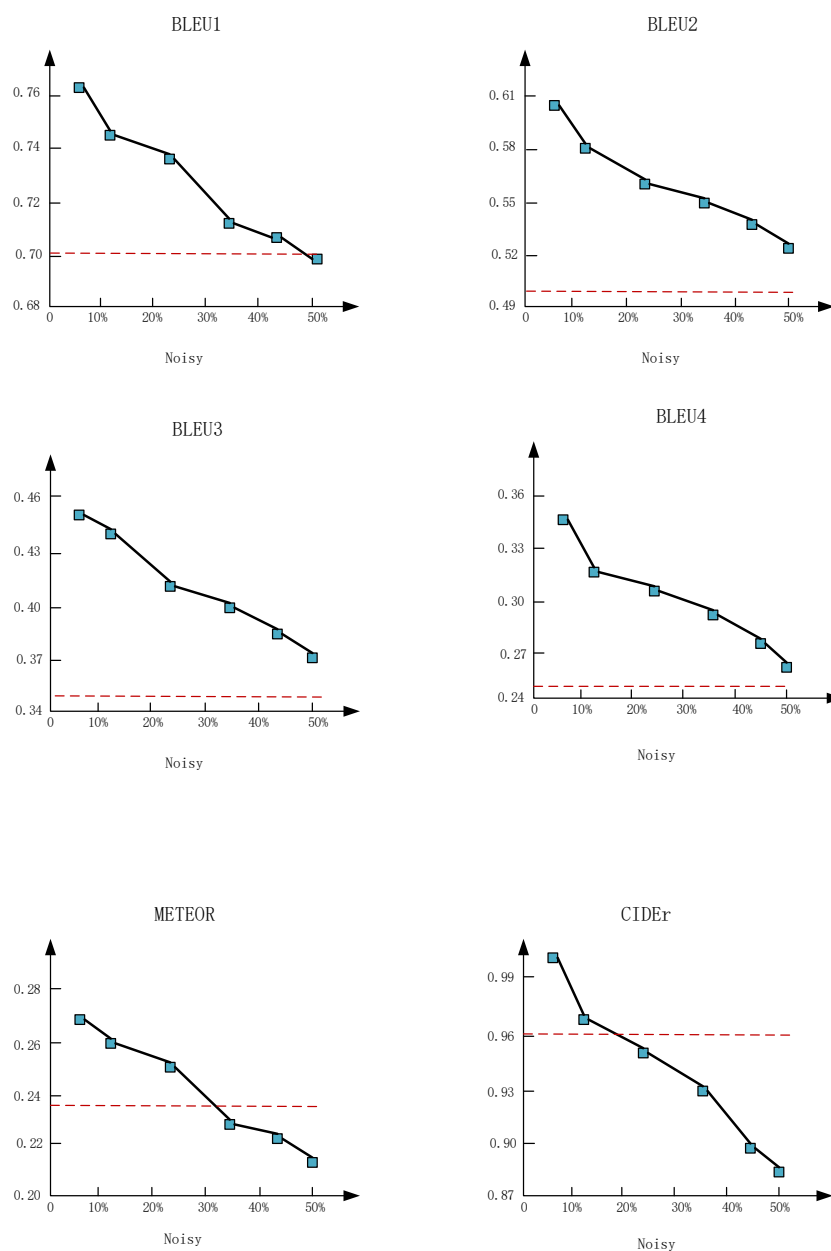 BLEU1
0.76
0.74
0.72
0.70
0.68
0 10% 20% 30% 40% 50%
Noisy
BLEU2
0.61
0.58
0.55
0.52
0.49
0 10% 20% 30% 40% 50%
Noisy
BLEU3
0.46
0.43
0.40
0.37
0.34
0 10% 20% 30% 40% 50%
Noisy
BLEU4
0.36
0.33
0.30
0.27
0.24
0 10% 20% 30% 40% 50%
Noisy
METEOR
0.28
0.26
0.24
0.22
0.20
0 10% 20% 30% 40% 50%
Noisy
CIDEr
0.99
0.96
0.93
0.90
0.87
0 10% 20% 30% 40% 50%
Noisy